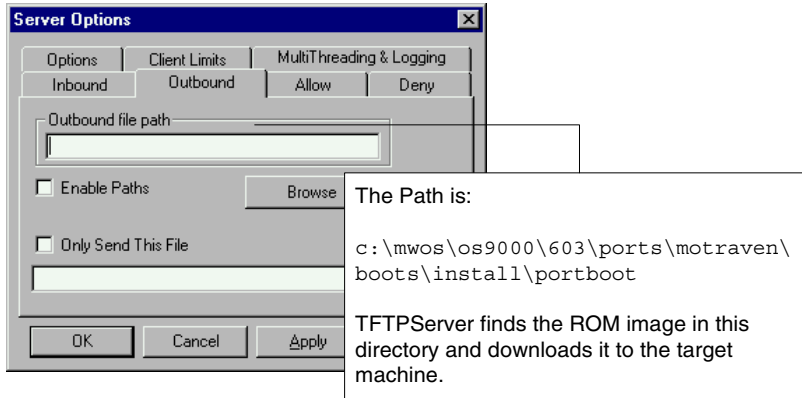 Server Options
Options Client Limits MultiThreading & Logging
Inbound Outbound Allow Deny
Outbound file path
Enable Paths
Browse
Only Send This File
OK Cancel Apply
The Path is:
c:\mwos\os9000\603\ports\motraven\
boots\install\portboot
TFTPServer finds the ROM image in this
directory and downloads it to the target
machine.